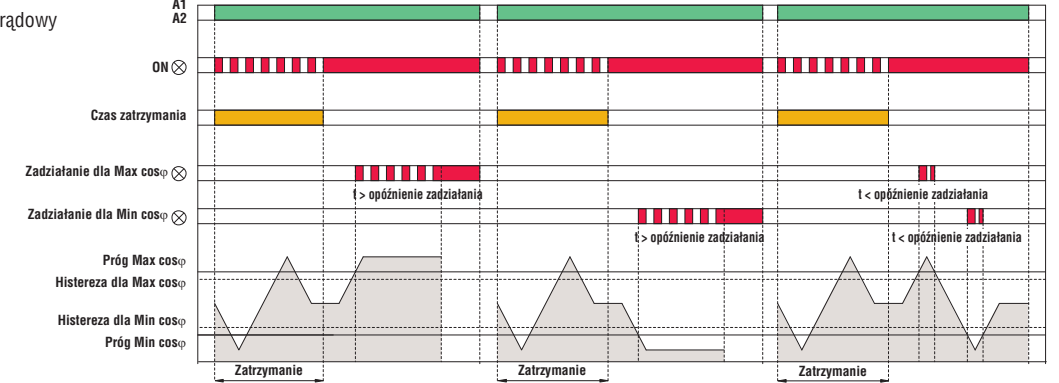 A1
A2
rądowy
ON
Czas zatrzymania
Zadziałanie dla Max cosφ
t > opóźnienie zadziałania
t < opóźnienie zadziałania
Zadziałanie dla Min cosφ
t > opóźnienie zadziałania
t < opóźnienie zadziałania
Próg Max cosφ
Histereza dla Max cosφ
Histereza dla Min cosφ
Próg Min cosφ
Zatrzymanie
Zatrzymanie
Zatrzymanie